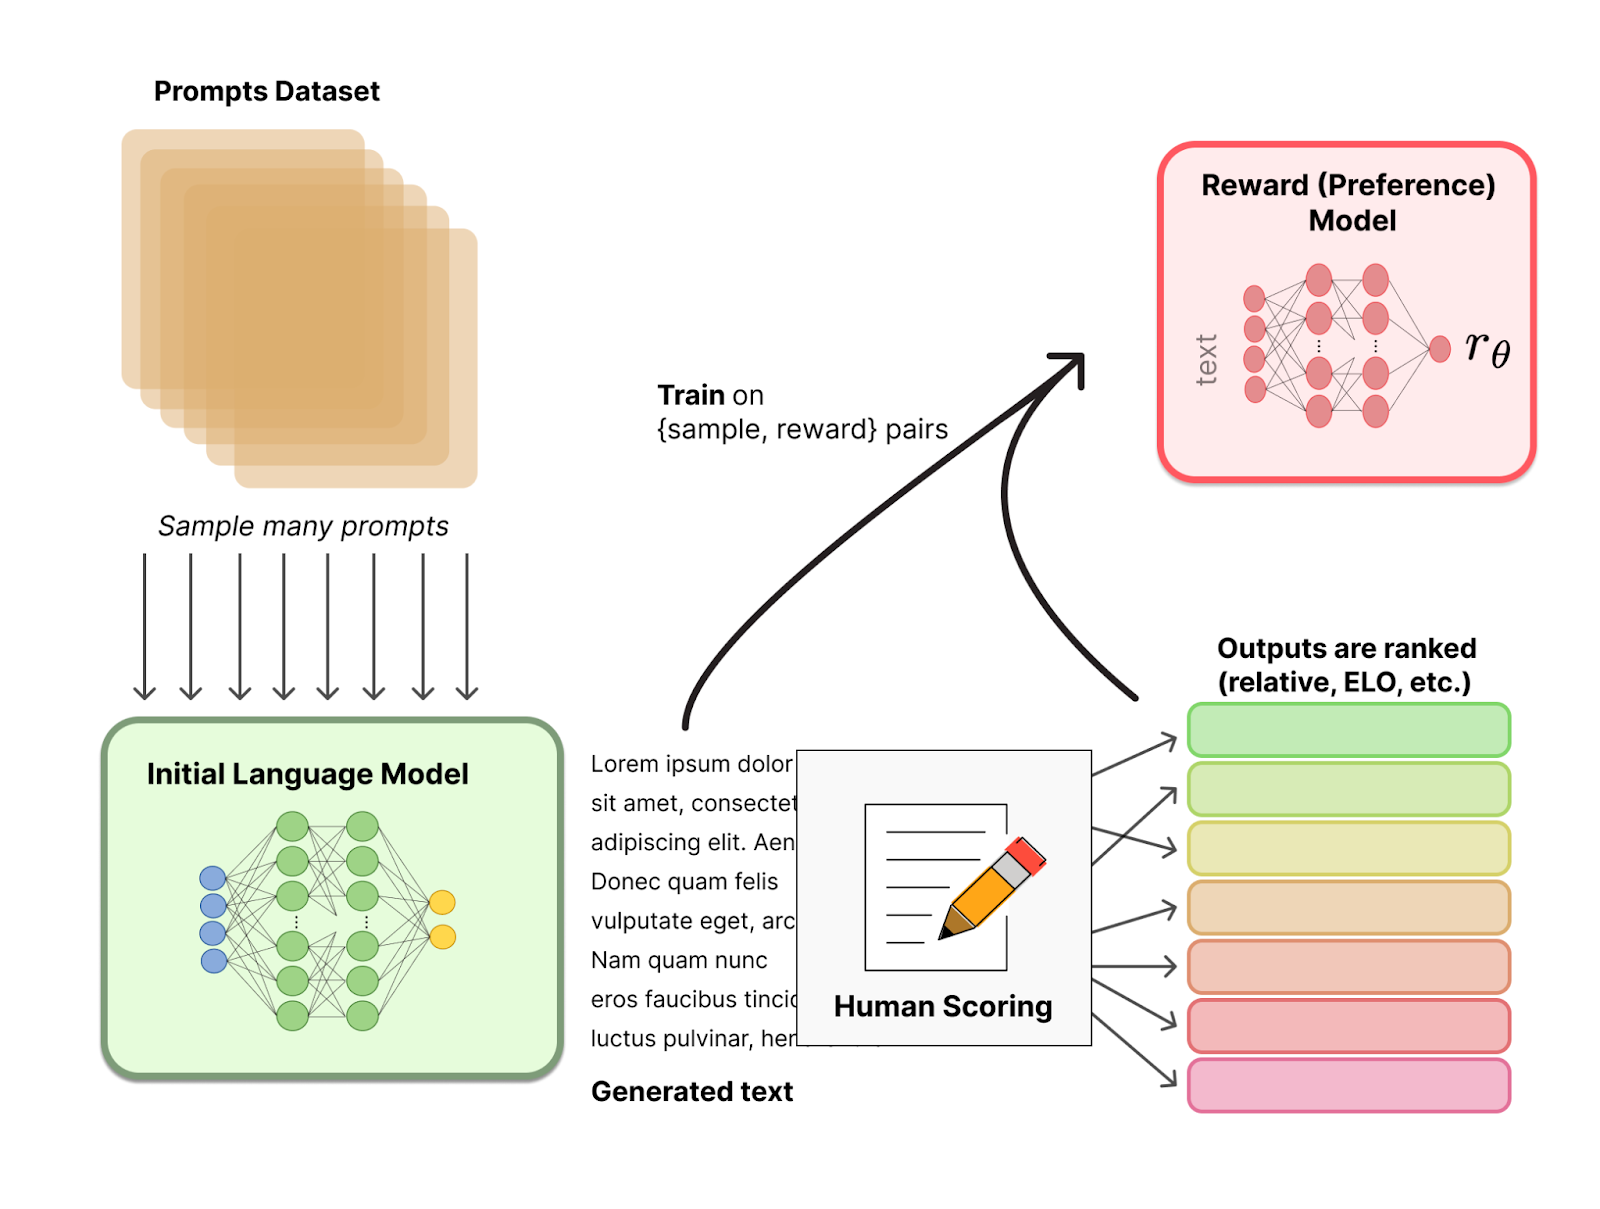 Prompts Dataset
Sample many prompts
Initial Language Model
Train on
{sample, reward} pairs
Reward (Preference)
Model
text
rθ
Lorem ipsum dolor
sit amet, consectet
adipiscing elit. Aen
Donec quam felis
vulputate eget, arc
Nam quam nunc
eros faucibus tincid
luctus pulvinar, her
Generated text
Human Scoring
Outputs are ranked
(relative, ELO, etc.)